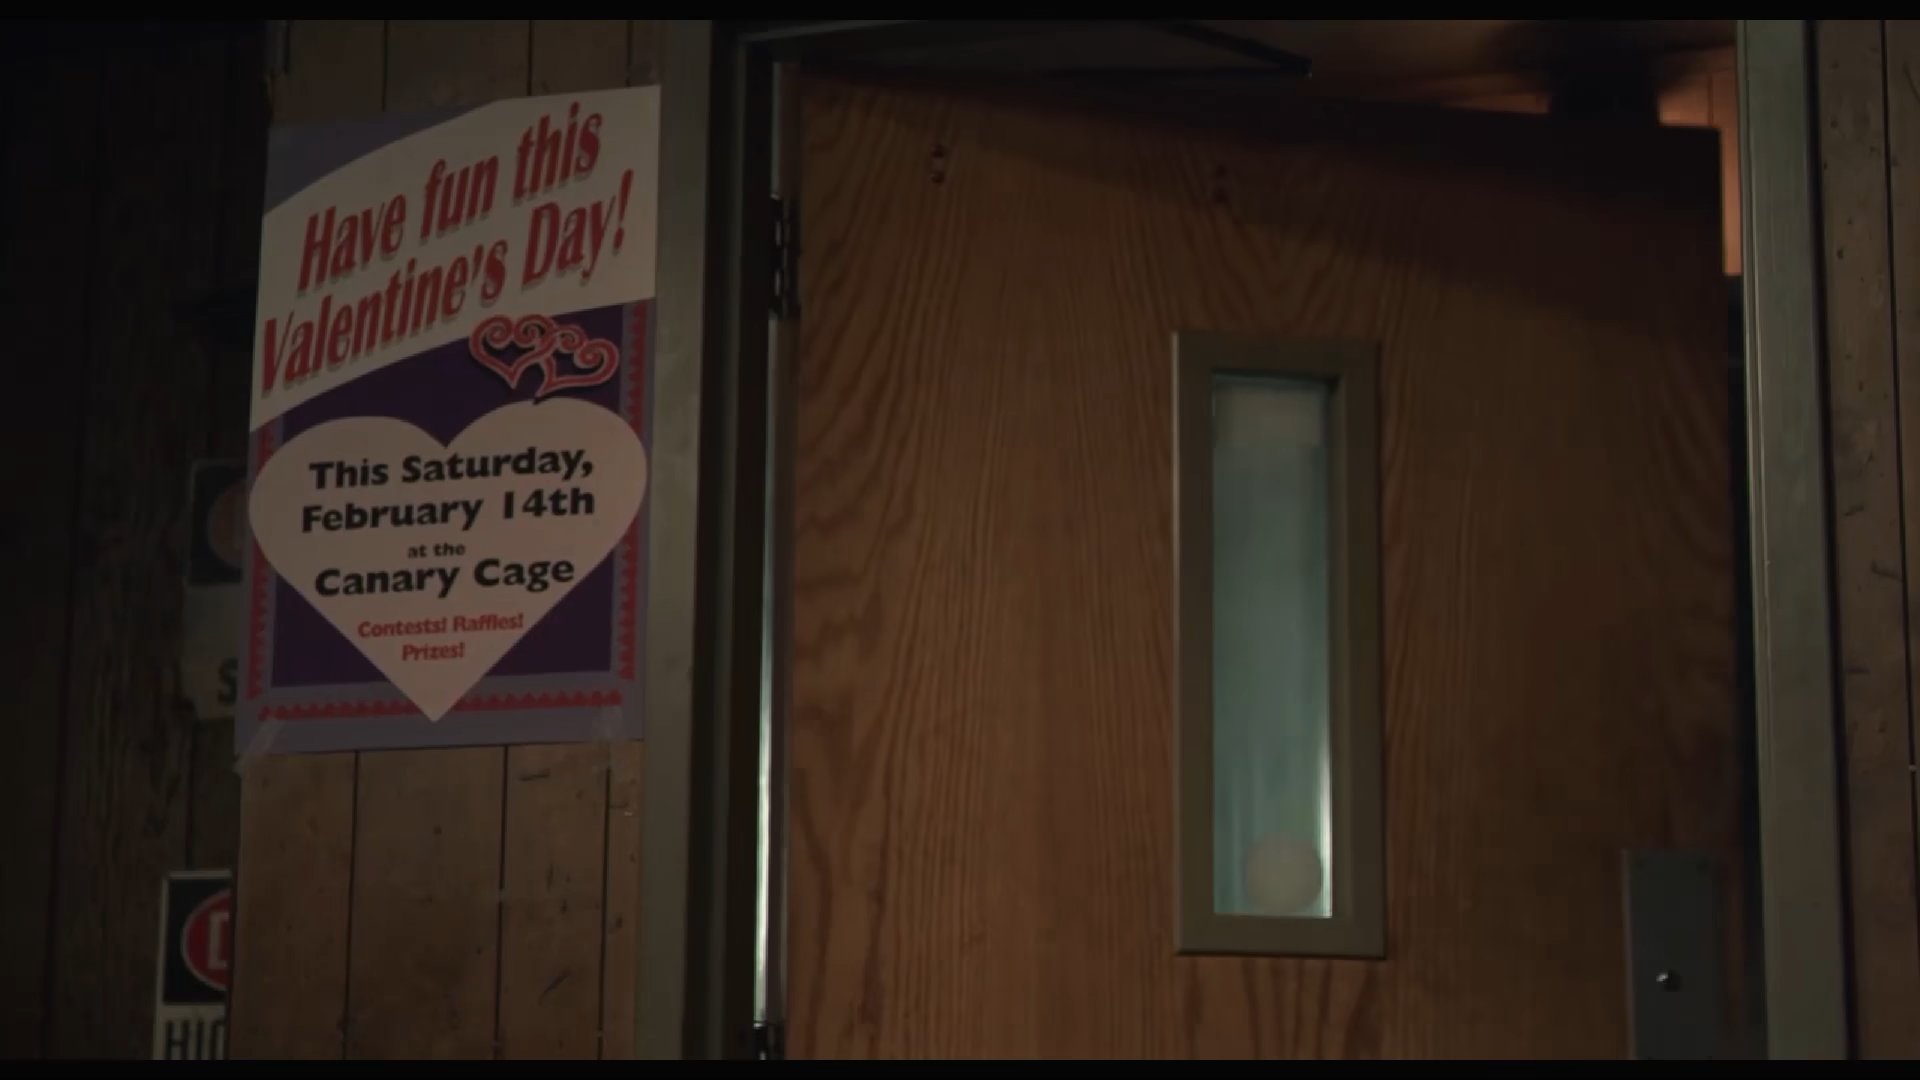 Have fun this
Valentine's Day!
This Saturday,
February 14th
at the
Canary Cage
Contests! Raffles!
Prizes!